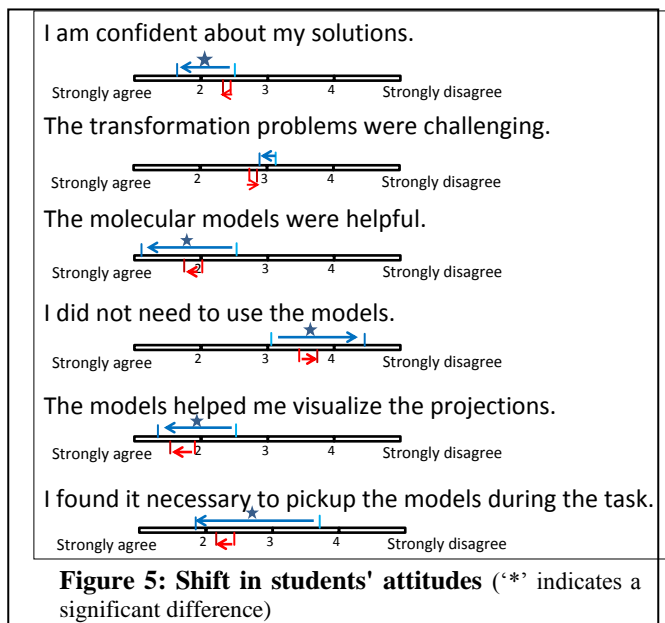 I am confident about my solutions.
Strongly agree 2 3 4 Strongly disagree
The transformation problems were challenging.
Strongly agree 2 3 4 Strongly disagree
The molecular models were helpful.
Strongly agree 2 3 4 Strongly disagree
I did not need to use the models.
Strongly agree 2 3 4 Strongly disagree
The models helped me visualize the projections.
Strongly agree 2 3 4 Strongly disagree
I found it necessary to pickup the models during the task.
Strongly agree 2 3 4 Strongly disagree
Figure 5: Shift in students' attitudes (‘*’ indicates a
significant difference)